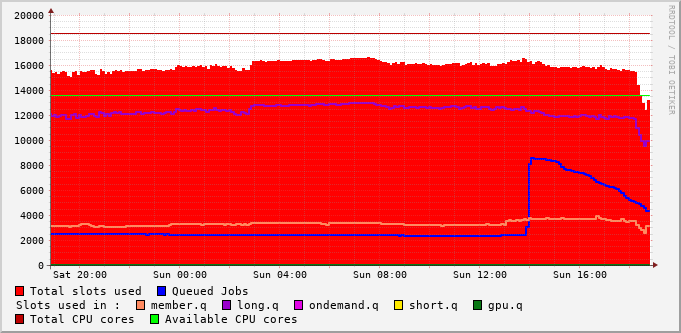 20000
18000
16000
14000
12000
10000
8000
6000
4000
2000
0
Sat 20:00 Sun 00:00 Sun 04:00 Sun 08:00 Sun 12:00 Sun 16:00
Total slots used Queued Jobs
Slots used in : member.q long.q ondemand.q short.q gpu.q
Total CPU cores Available CPU cores
RRDTOOL / TOBI OETIKER